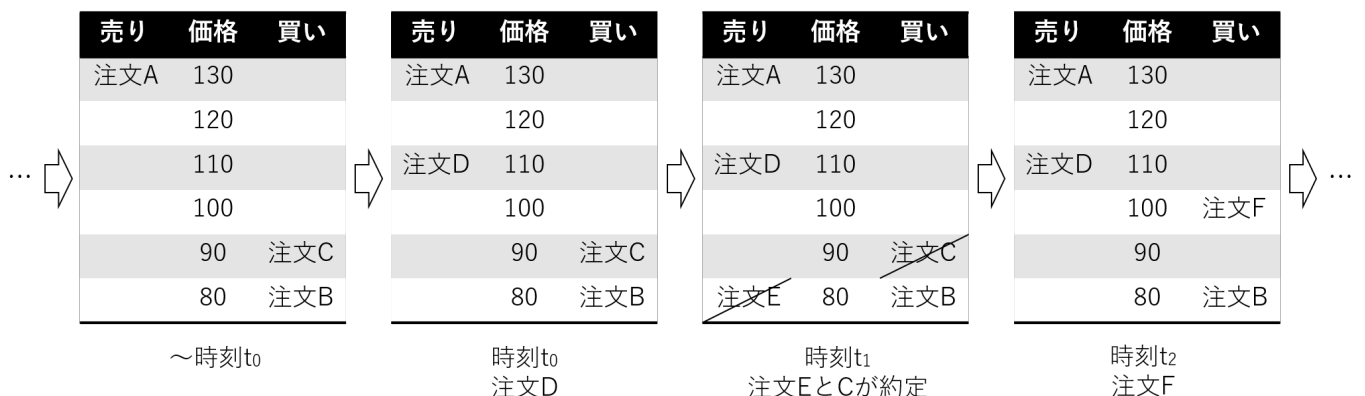 売り 価格 買い
注文A 130
120
110
100
90 注文C
80 注文B
～時刻t0
売り 価格 買い
注文A 130
120
注文D 110
100
90 注文C
80 注文B
時刻t0
注文D
売り 価格 買い
注文A 130
120
注文D 110
100
90 注文C
注文E 80 注文B
時刻t1
注文EとCが約定
売り 価格 買い
注文A 130
120
注文D 110
100 注文F
90
80 注文B
時刻t2
注文F
…
…